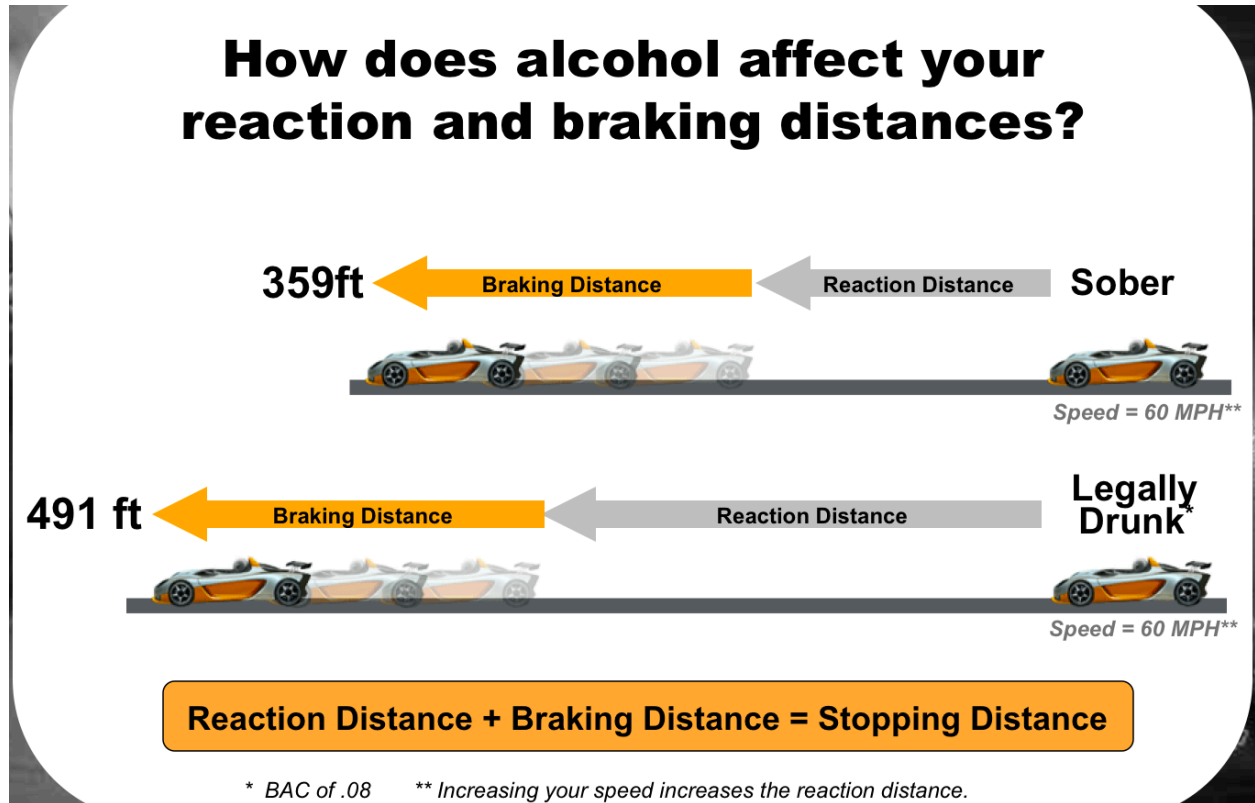 How does alcohol affect your
reaction and braking distances?
359ft
Braking Distance
Reaction Distance
Sober
Speed = 60 MPH**
491 ft
Braking Distance
Reaction Distance
Legally
Drunk*
Speed = 60 MPH**
Reaction Distance + Braking Distance = Stopping Distance
* BAC of .08 ** Increasing your speed increases the reaction distance.